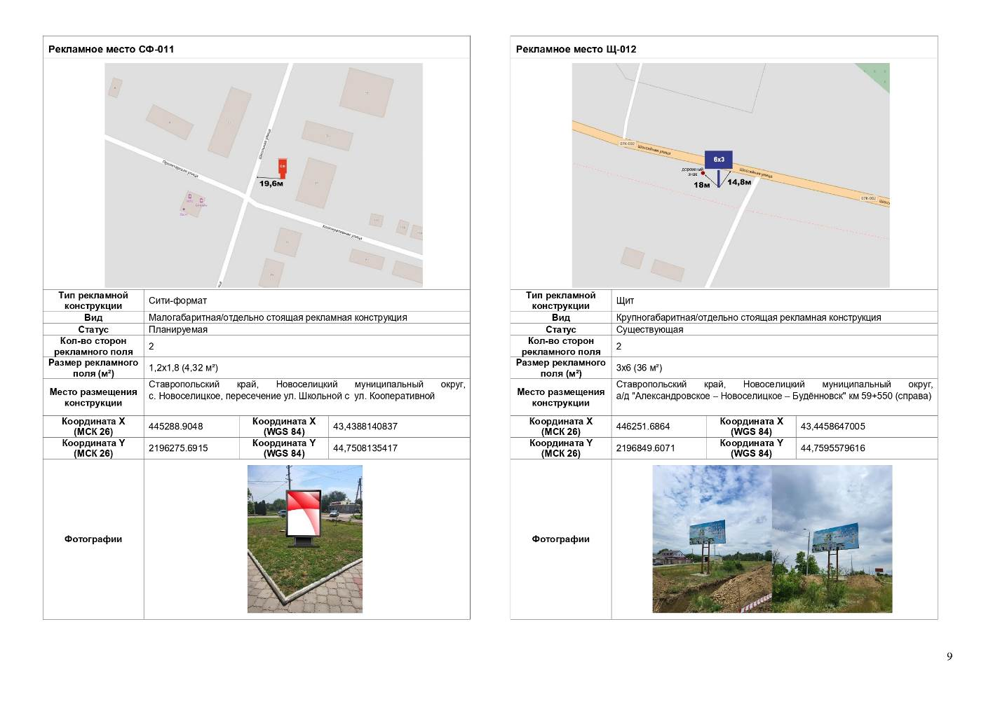 Рекламное место СФ-011
Школьная улица
Пролетарская улица
19,6м
Кооперативная улица
Тип рекламной
конструкции
Сити-формат
Вид
Малогабаритная/отдельно стоящая рекламная конструкция
Статус
Планируемая
Кол-во сторон
рекламного поля
2
Размер рекламного
поля (м²)
1,2х1,8 (4,32 м²)
Место размещения
конструкции
Ставропольский край, Новоселицкий муниципальный округ,
с. Новоселицкое, пересечение ул. Школьной с ул. Кооперативной
Координата X
(МСК 26)
445288.9048
Координата X
(WGS 84)
43,4388140837
Координата Y
(МСК 26)
2196275.6915
Координата Y
(WGS 84)
44,7508135417
Фотографии
Рекламное место Щ-012
07К-002
Шоссейная улица
6х3
дорожный
знак
Шоссейная улица
18м
14,8м
07К-002
Тип рекламной
конструкции
Щит
Вид
Крупногабаритная/отдельно стоящая рекламная конструкция
Статус
Существующая
Кол-во сторон
рекламного поля
2
Размер рекламного
поля (м²)
3х6 (36 м²)
Место размещения
конструкции
Ставропольский край, Новоселицкий муниципальный округ,
а/д "Александровское – Новоселицкое – Будённовск" км 59+550 (справа)
Координата X
(МСК 26)
446251.6864
Координата X
(WGS 84)
43,4458647005
Координата Y
(МСК 26)
2196849.6071
Координата Y
(WGS 84)
44,7595579616
Фотографии
9